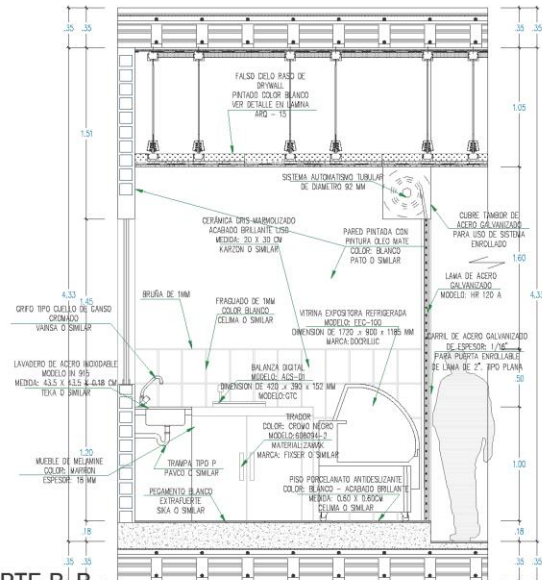 .35
.35
.35
.35
FALSO CIELO RASO DE
DRYWALL
PINTADO COLOR BLANCO
VER DETALLE EN LAMINA
ARQ - 15
1.51
1.05
SISTEMA AUTOMATISMO TUBULAR
DE DIAMETRO 92 MM
CERÁMICA GRIS MARMOLIZADO
ACABADO BRILLANTE LISO
MEDIDA: 20 X 30 CM
KARZON O SIMILAR
PARED PINTADA CON
PINTURA OLEO MATE
COLOR: BLANCO
PATO O SIMILAR
CUBRE TAMBOR DE
ACERO GALVANIZADO
PARA USO DE SISTEMA
ENROLLADO
1.60
LAMA DE ACERO
GALVANIZADO
MODELO: HR 120 A
4.33
1.45
4.33
BRUÑA DE 1MM
FRAGUADO DE 1MM
COLOR BLANCO
CELIMA O SIMILAR
VITRINA EXPOSITORA REFRIGERADA
MODELO: EEC-100
DIMENSION DE 1720 x 900 x 1185 MM
MARCA: DOCRILUC
GRIFO TIPO CUELLO DE GANSO
CROMADO
VAINSA O SIMILAR
CARRIL DE ACERO GALVANIZADO
DE ESPESOR: 1/16"
PARA PUERTA ENROLLABLE
DE LAMA DE 2". TIPO PLANA
LAVADERO DE ACERO INOXIDABLE
MODELO IN 915
MEDIDA: 43.5 X 43.5 X 0.18 CM
TEKA O SIMILAR
BALANZA DIGITAL
MODELO: ACS-D1
DIMENSION DE 420 x 390 x 152 MM
MODELO:GTC
.50
TIRADOR
COLOR: CROMO NEGRO
MODELO:608094-2
MATERIAL:ZAMAK
MARCA: FIXSER O SIMILAR
1.20
1.00
MUEBLE DE MELAMINE
COLOR: MARRON
ESPESOR: 15 MM
TRAMPA TIPO P
PAVCO O SIMILAR
PEGAMENTO BLANCO
EXTRAFUERTE
SIKA O SIMILAR
PISO PORCELANATO ANTIDESLIZANTE
COLOR: BLANCO - ACABADO BRILLANTE
MEDIDA: 0.60 X 0.60CM
CELIMA O SIMILAR
.18
.18
.35
.35
.35
.35